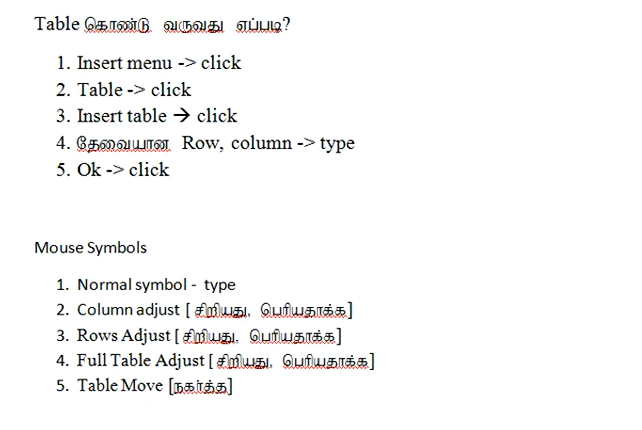 Table கொண்டு வருவது எப்படி?
1. Insert menu -> click
2. Table -> click
3. Insert table → click
4. தேவையான Row, column -> type
5. Ok -> click
Mouse Symbols
1. Normal symbol - type
2. Column adjust [ சிறியது, பெரியதாக்க]
3. Rows Adjust [ சிறியது, பெரியதாக்க]
4. Full Table Adjust [ சிறியது, பெரியதாக்க]
5. Table Move [நகர்த்த]